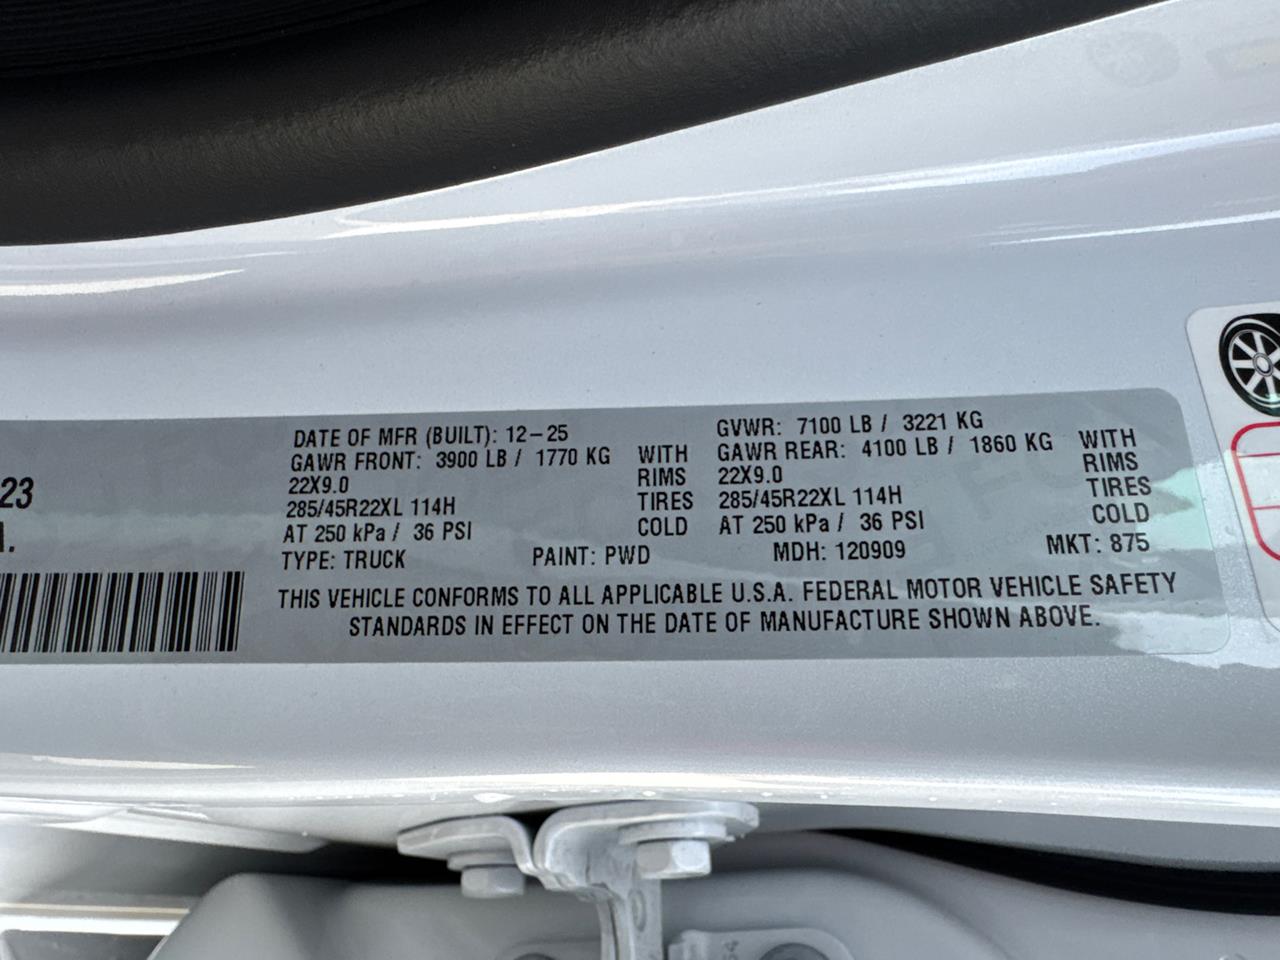 23
DATE OF MFR (BUILT): 12-25
GVWR: 7100 LB / 3221 KG
GAWR FRONT: 3900 LB / 1770 KG WITH
22X9.0 RIMS
285/45R22XL 114H TIRES
AT 250 kPa / 36 PSI COLD
GAWR REAR: 4100 LB / 1860 KG WITH
22X9.0 RIMS
285/45R22XL 114H TIRES
AT 250 kPa / 36 PSI COLD
TYPE: TRUCK PAINT: PWD MDH: 120909 MKT: 875
THIS VEHICLE CONFORMS TO ALL APPLICABLE U.S.A. FEDERAL MOTOR VEHICLE SAFETY
STANDARDS IN EFFECT ON THE DATE OF MANUFACTURE SHOWN ABOVE.